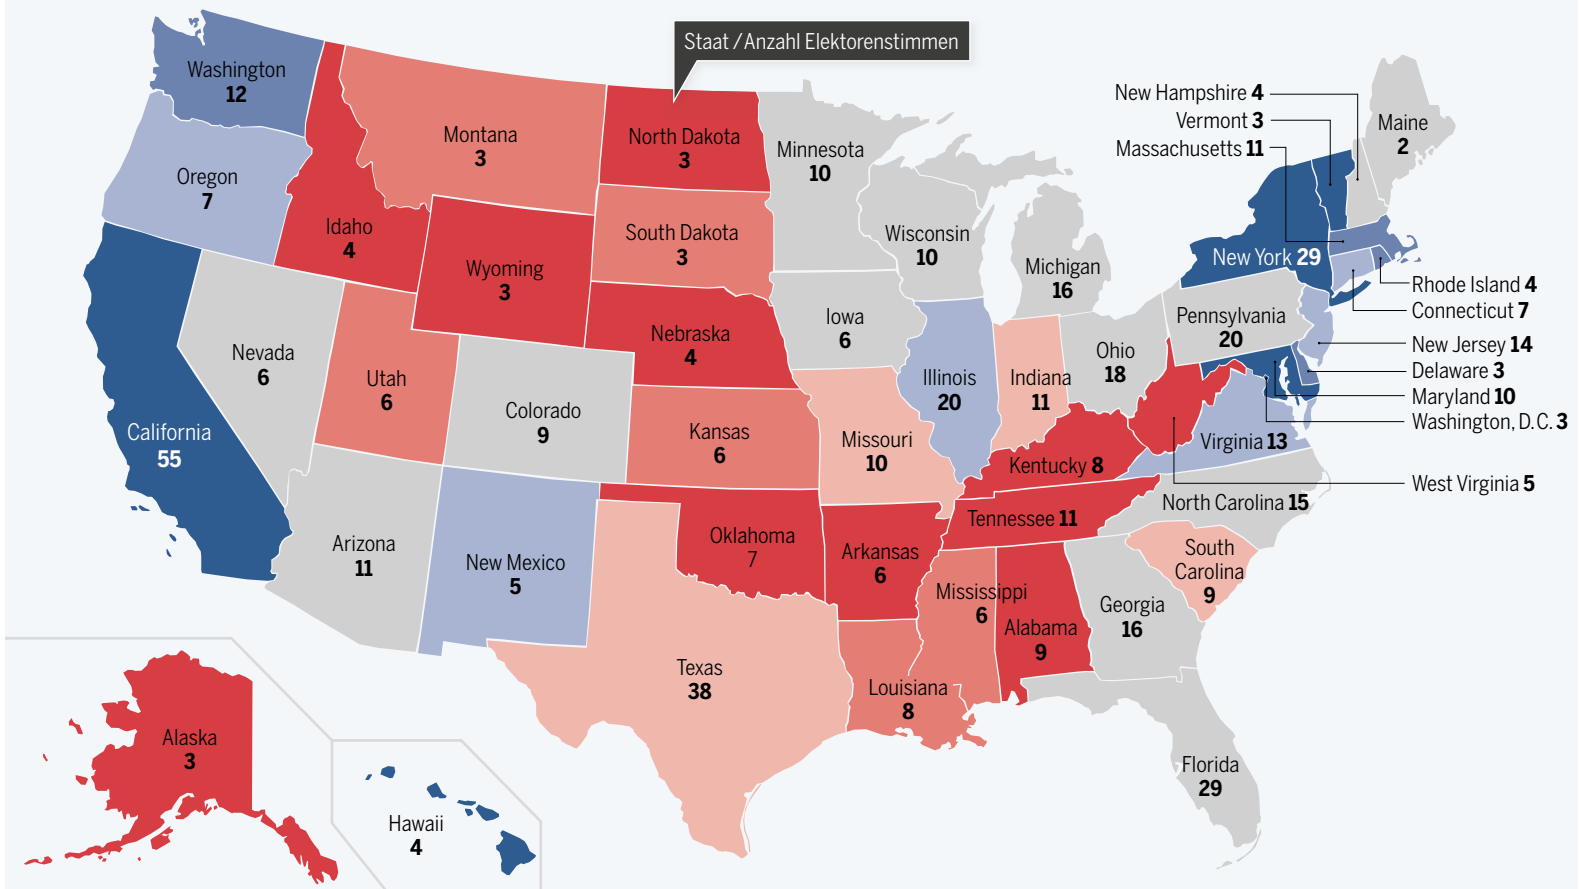 Staat / Anzahl Elektorenstimmen
Washington
12
Oregon
7
California
55
Idaho
4
Nevada
6
Montana
3
Wyoming
3
Utah
6
Arizona
11
Colorado
9
New Mexico
5
North Dakota
3
South Dakota
3
Nebraska
4
Kansas
6
Oklahoma
7
Texas
38
Minnesota
10
Iowa
6
Missouri
10
Arkansas
6
Louisiana
8
Wisconsin
10
Illinois
20
Michigan
16
Indiana
11
Ohio
18
Kentucky 8
Tennessee 11
Mississippi
6
Alabama
9
Georgia
16
Florida
29
South
Carolina
9
North Carolina 15
Virginia 13
Pennsylvania
20
New York 29
Maine
2
New Hampshire 4
Vermont 3
Massachusetts 11
Rhode Island 4
Connecticut 7
New Jersey 14
Delaware 3
Maryland 10
Washington, D.C. 3
West Virginia 5
Alaska
3
Hawaii
4